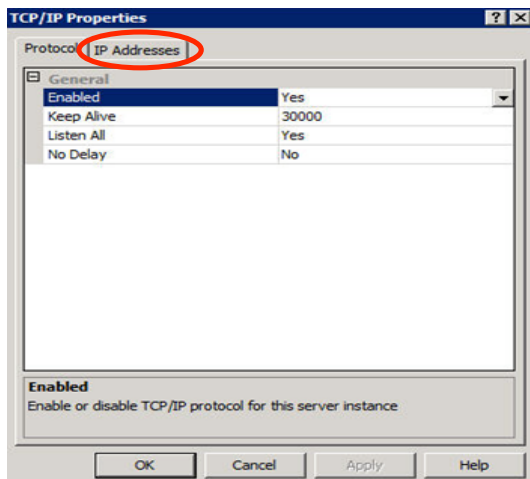 TCP/IP Properties
Protocol IP Addresses
General
Enabled Yes
Keep Alive 30000
Listen All Yes
No Delay No
Enabled
Enable or disable TCP/IP protocol for this server instance
OK Cancel Apply Help